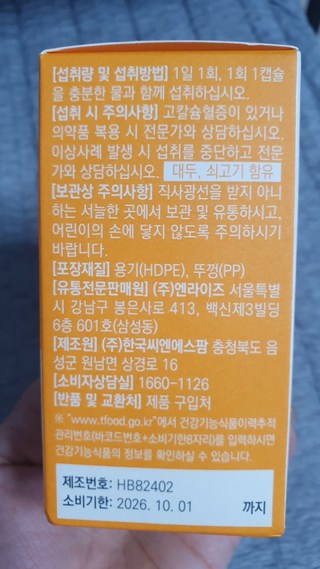 [섭취량 및 섭취방법] 1일 1회, 1회 1캡슐
을 충분한 물과 함께 섭취하십시오.
[섭취 시 주의사항] 고칼슘혈증이 있거나
의약품 복용 시 전문가와 상담하십시오.
이상사례 발생 시 섭취를 중단하고 전문
가와 상담하십시오. 대두, 쇠고기 함유
[보관상 주의사항] 직사광선을 받지 아니
하는 서늘한 곳에서 보관 및 유통하시고,
어린이의 손에 닿지 않도록 주의하시기
바랍니다.
[포장재질] 용기(HDPE), 뚜껑(PP)
[유통전문판매원] (주)엔라이즈 서울특별
시 강남구 봉은사로 413, 백신제3빌딩
6층 601호(삼성동)
[제조원] (주)한국씨엔에스팜 충청북도 음
성군 원남면 상경로 16
[소비자상담실] 1660-1126
[반품 및 교환처] 제품 구입처
※ "www.tfood.go.kr"에서 건강기능식품이력추적
관리번호(바코드번호+소비기한6자리)를 입력하시면
건강기능식품의 정보를 확인하실 수 있습니다.
제조번호: HB82402
소비기한: 2026. 10. 01 까지